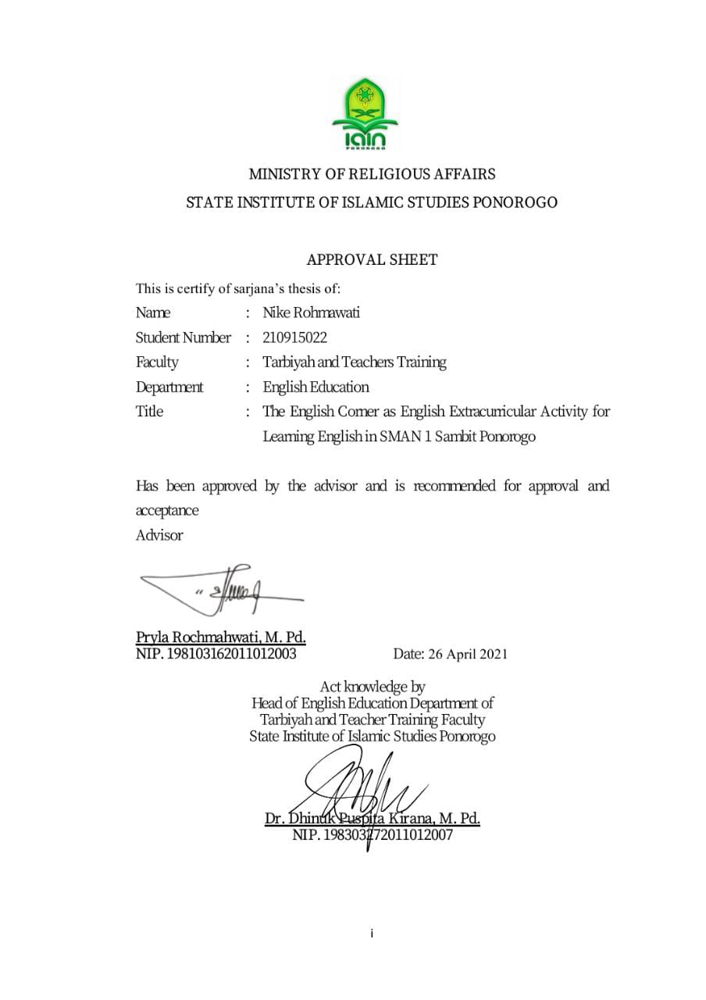 iain
PONOROGO
MINISTRY OF RELIGIOUS AFFAIRS
STATE INSTITUTE OF ISLAMIC STUDIES PONOROGO
APPROVAL SHEET
This is certify of sarjana’s thesis of:
Name : Nike Rohmawati
Student Number : 210915022
Faculty : Tarbiyah and Teachers Training
Department : English Education
Title : The English Corner as English Extracurricular Activity for
Learning English in SMAN 1 Sambit Ponorogo
Has been approved by the advisor and is recommended for approval and
acceptance
Advisor
Pryla Rochmahwati, M. Pd.
NIP. 198103162011012003 Date: 26 April 2021
Act knowledge by
Head of English Education Department of
Tarbiyah and Teacher Training Faculty
State Institute of Islamic Studies Ponorogo
Dr. Dhinuk Puspita Kirana, M. Pd.
NIP. 198303272011012007
i